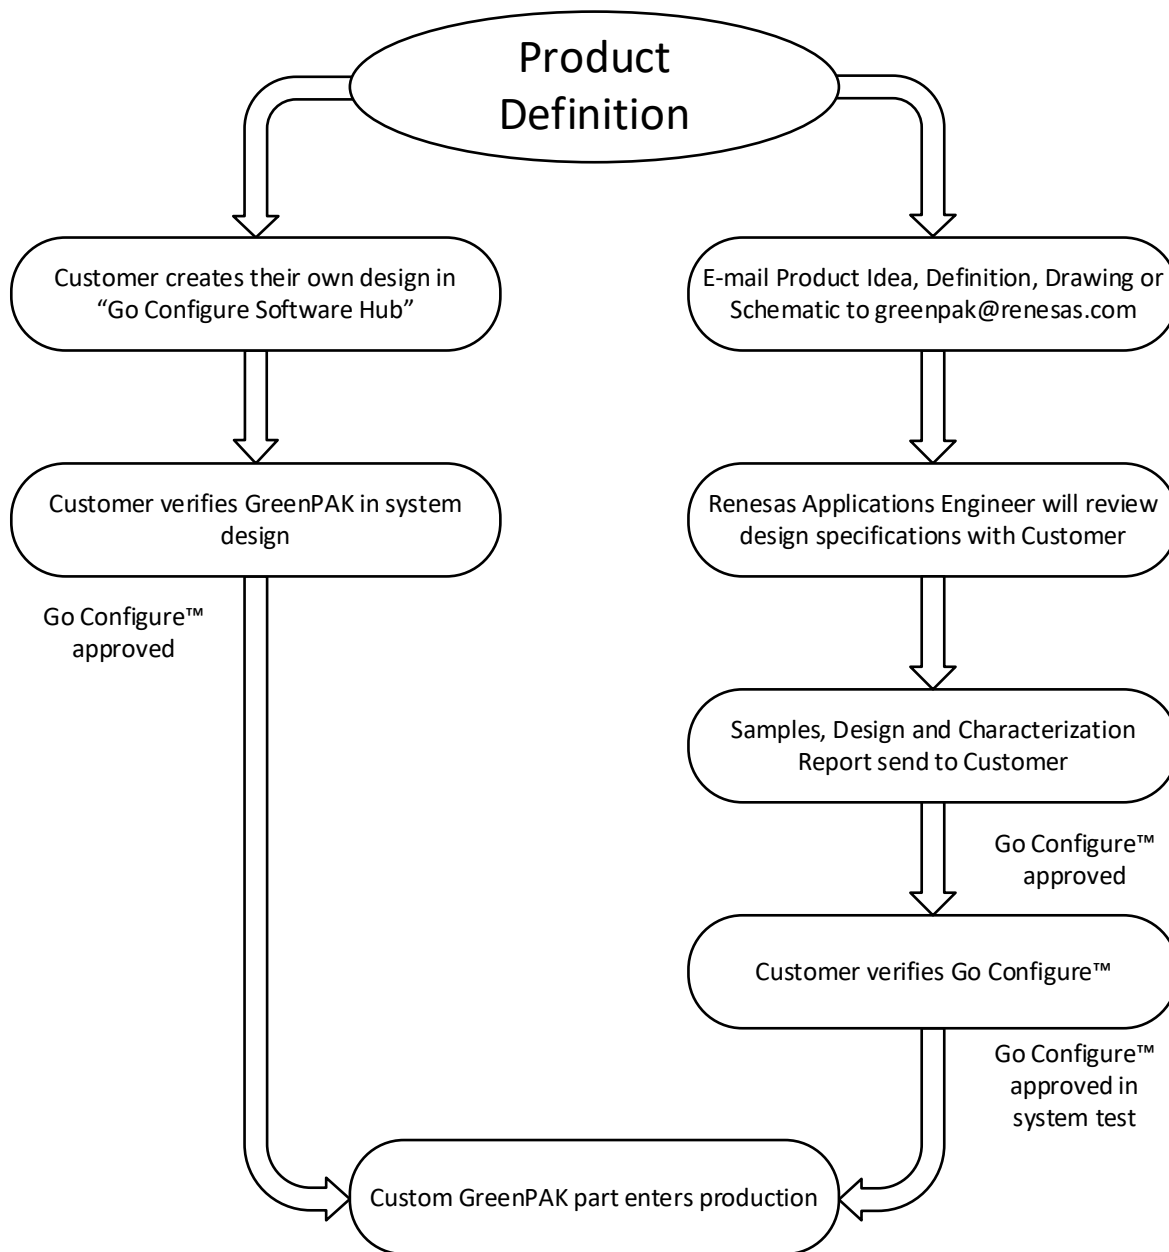 Product
Definition
Customer creates their own design in
“Go Configure Software Hub”
E-mail Product Idea, Definition, Drawing or
Schematic to greenpak@renesas.com
Customer verifies GreenPAK in system
design
Renesas Applications Engineer will review
design specifications with Customer
Go Configure™
approved
Samples, Design and Characterization
Report send to Customer
Go Configure™
approved
Customer verifies Go Configure™
Go Configure™
approved in
system test
Custom GreenPAK part enters production